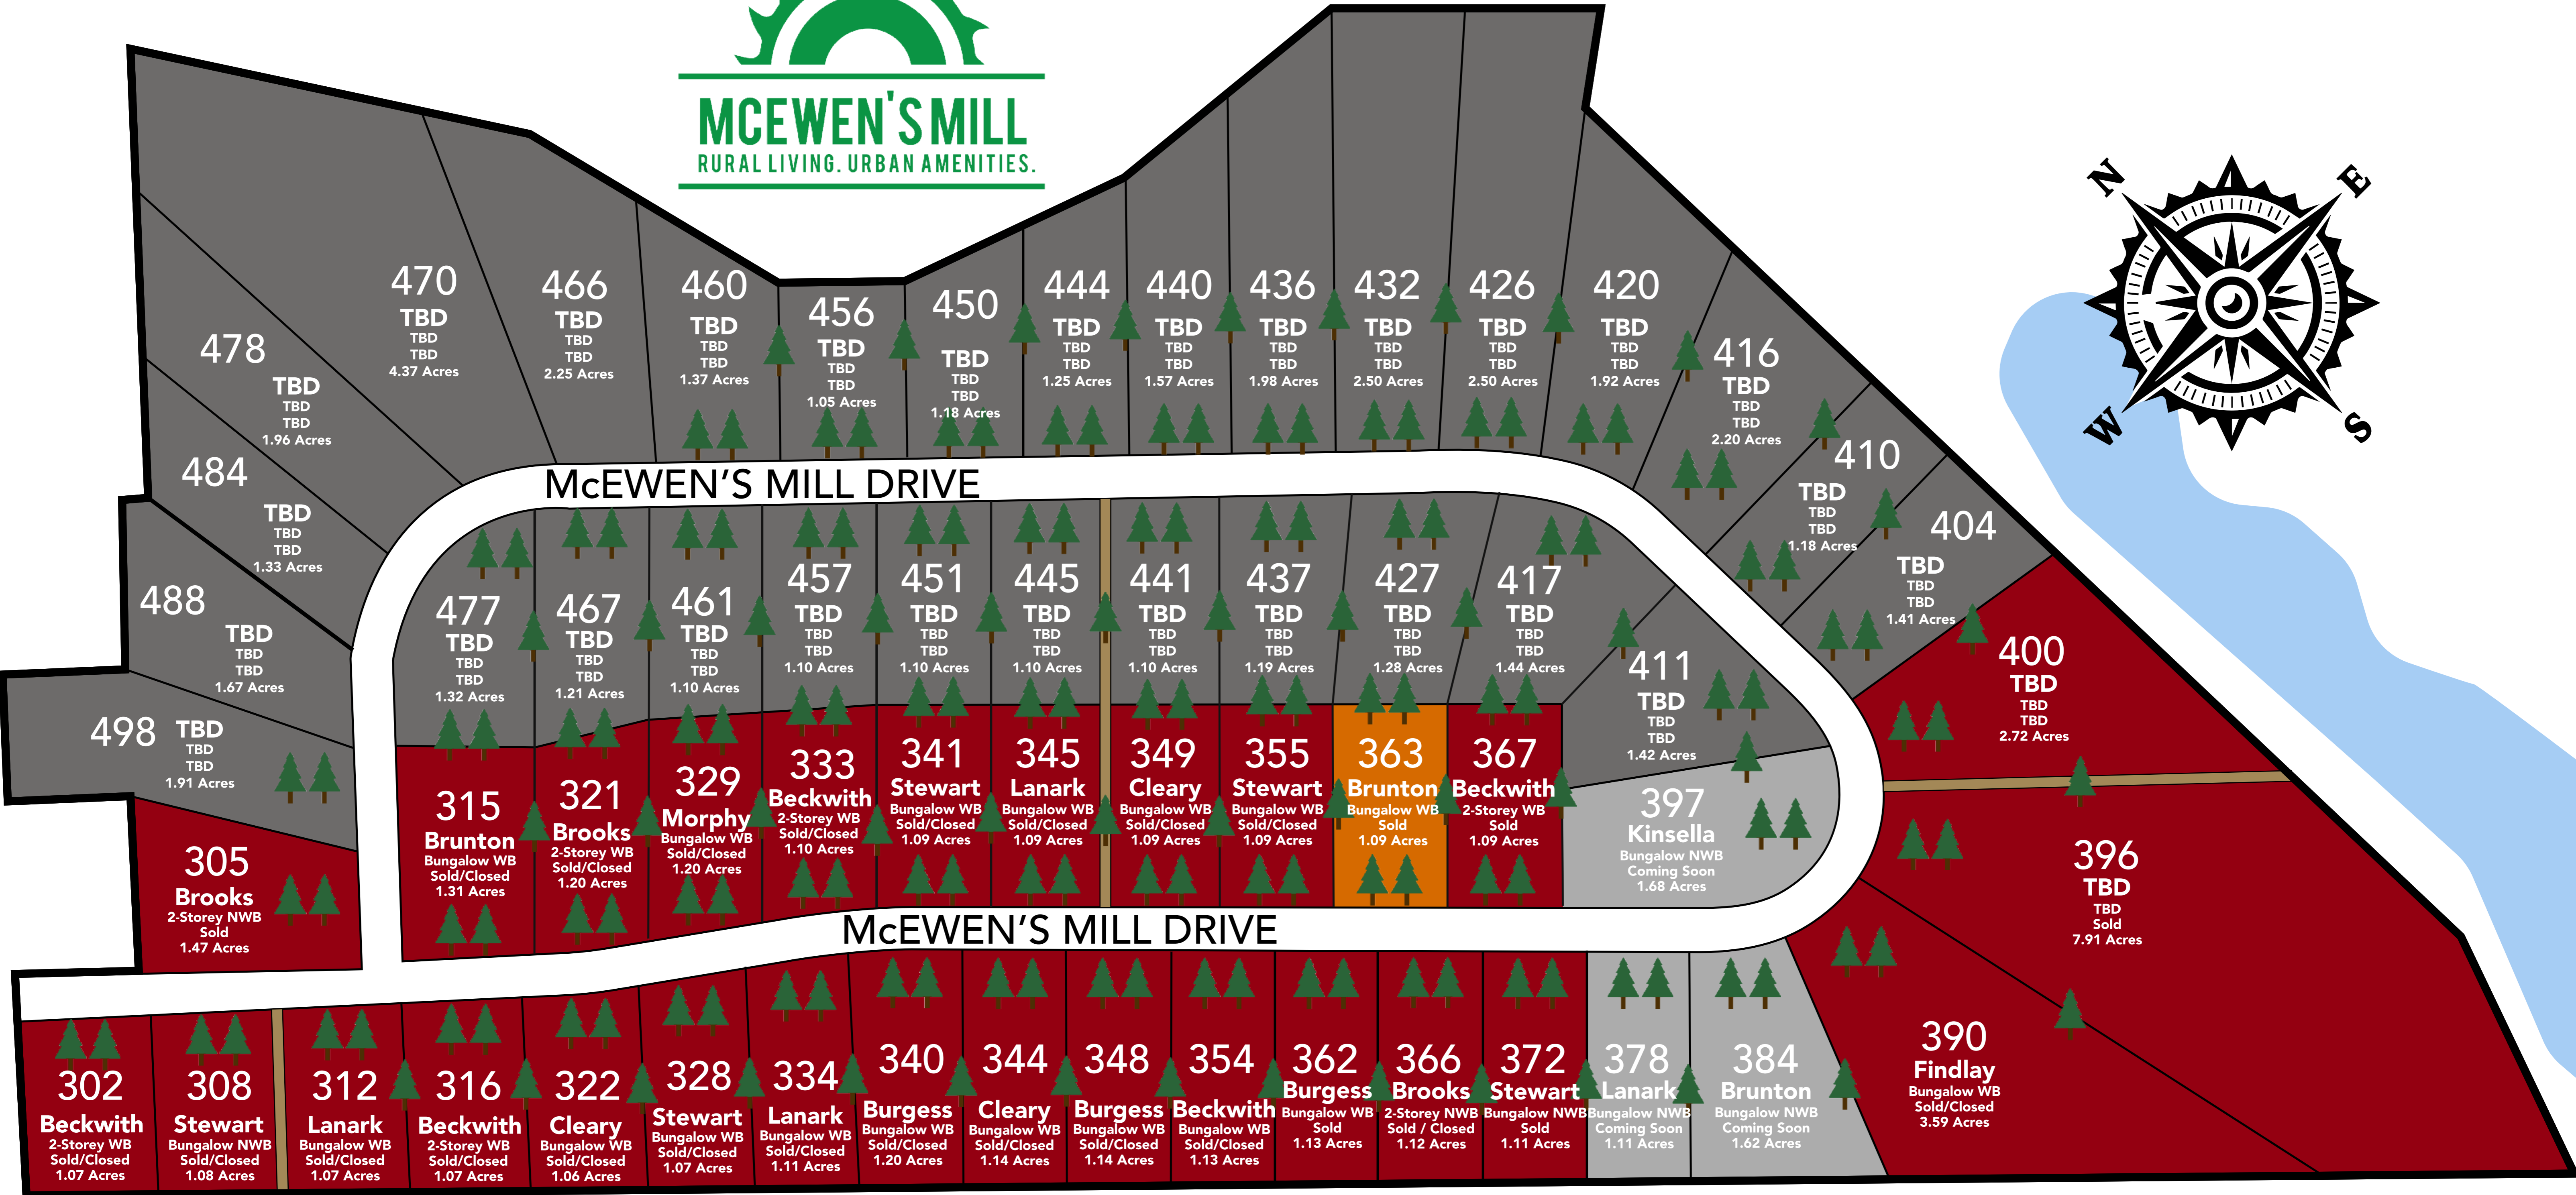 MCEWEN'S MILL
RURAL LIVING. URBAN AMENITIES.
N
E
W
S
470
TBD
TBD
TBD
4.37 Acres
466
TBD
TBD
TBD
2.25 Acres
460
TBD
TBD
TBD
1.37 Acres
456
TBD
TBD
TBD
1.05 Acres
450
TBD
TBD
TBD
1.18 Acres
444
TBD
TBD
TBD
1.25 Acres
440
TBD
TBD
TBD
1.57 Acres
436
TBD
TBD
TBD
1.98 Acres
432
TBD
TBD
TBD
2.50 Acres
426
TBD
TBD
TBD
2.50 Acres
420
TBD
TBD
TBD
1.92 Acres
416
TBD
TBD
TBD
2.20 Acres
410
TBD
TBD
TBD
1.18 Acres
404
TBD
TBD
TBD
1.41 Acres
478
TBD
TBD
TBD
1.96 Acres
484
TBD
TBD
TBD
1.33 Acres
488
TBD
TBD
TBD
1.67 Acres
498
TBD
TBD
TBD
1.91 Acres
McEWEN'S MILL DRIVE
477
TBD
TBD
TBD
1.32 Acres
467
TBD
TBD
TBD
1.21 Acres
461
TBD
TBD
TBD
1.10 Acres
457
TBD
TBD
TBD
1.10 Acres
451
TBD
TBD
TBD
1.10 Acres
445
TBD
TBD
TBD
1.10 Acres
441
TBD
TBD
TBD
1.10 Acres
437
TBD
TBD
TBD
1.19 Acres
427
TBD
TBD
TBD
1.28 Acres
417
TBD
TBD
TBD
1.44 Acres
411
TBD
TBD
TBD
1.42 Acres
400
TBD
TBD
TBD
2.72 Acres
305
Brooks
2-Storey NWB
Sold
1.47 Acres
315
Brunton
Bungalow WB
Sold/Closed
1.31 Acres
321
Brooks
2-Storey WB
Sold/Closed
1.20 Acres
329
Morphy
Bungalow WB
Sold/Closed
1.20 Acres
333
Beckwith
2-Storey WB
Sold/Closed
1.10 Acres
341
Stewart
Bungalow WB
Sold/Closed
1.09 Acres
345
Lanark
Bungalow WB
Sold/Closed
1.09 Acres
349
Cleary
Bungalow WB
Sold/Closed
1.09 Acres
355
Stewart
Bungalow WB
Sold/Closed
1.09 Acres
363
Brunton
Bungalow WB
Sold
1.09 Acres
367
Beckwith
2-Storey WB
Sold
1.09 Acres
397
Kinsella
Bungalow NWB
Coming Soon
1.68 Acres
396
TBD
TBD
Sold
7.91 Acres
McEWEN'S MILL DRIVE
302
Beckwith
2-Storey WB
Sold/Closed
1.07 Acres
308
Stewart
Bungalow NWB
Sold/Closed
1.08 Acres
312
Lanark
Bungalow WB
Sold/Closed
1.07 Acres
316
Beckwith
2-Storey WB
Sold/Closed
1.07 Acres
322
Cleary
Bungalow WB
Sold/Closed
1.06 Acres
328
Stewart
Bungalow WB
Sold/Closed
1.07 Acres
334
Lanark
Bungalow WB
Sold/Closed
1.11 Acres
340
Burgess
Bungalow WB
Sold/Closed
1.20 Acres
344
Cleary
Bungalow WB
Sold/Closed
1.14 Acres
348
Burgess
Bungalow WB
Sold/Closed
1.14 Acres
354
Beckwith
Bungalow WB
Sold/Closed
1.13 Acres
362
Burgess
Bungalow WB
Sold
1.13 Acres
366
Brooks
2-Storey NWB
Sold / Closed
1.12 Acres
372
Stewart
Bungalow NWB
Sold
1.11 Acres
378
Lanark
Bungalow NWB
Coming Soon
1.11 Acres
384
Brunton
Bungalow NWB
Coming Soon
1.62 Acres
390
Findlay
Bungalow WB
Sold/Closed
3.59 Acres